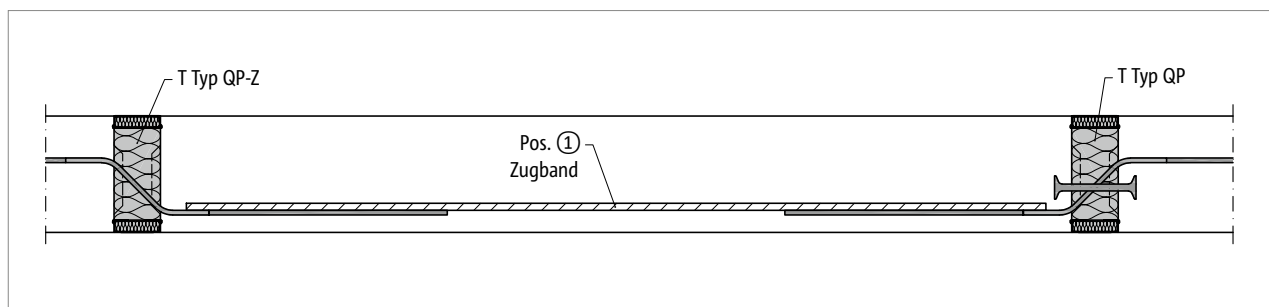 T Typ QP-Z
T Typ QP
Pos. ①
Zugband